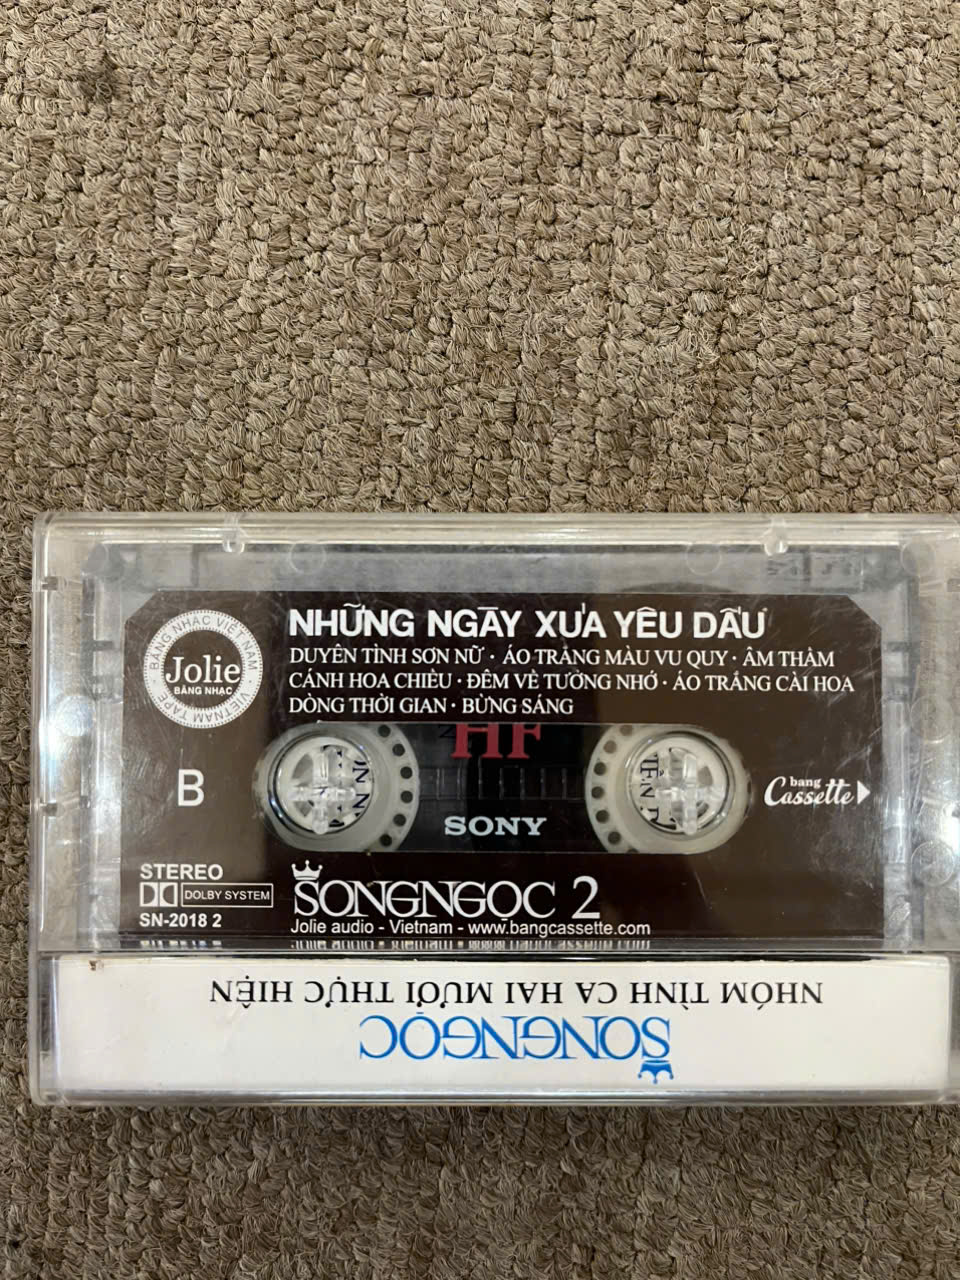 NHỮNG NGÀY XƯA YÊU DẤU
DUYÊN TÌNH SƠN NỮ · ÁO TRẮNG MÀU VU QUY · ÂM THẦM
CÁNH HOA CHIỀU · ĐÊM VỀ TƯỞNG NHỚ · ÁO TRẮNG CÀI HOA
DÒNG THỜI GIAN · BỪNG SÁNG
BĂNG NHẠC VIỆT NAM
Jolie
BĂNG NHẠC
VIETNAM TAPE
HF
B
bang
Cassette
SONY
STEREO
DOLBY SYSTEM
SN-2018 2
SONGNGỌC 2
Jolie audio - Vietnam - www.bangcassette.com
NHÓM TÌNH CA HAI MƯƠI THỰC HIỆN
SONGNGỌC